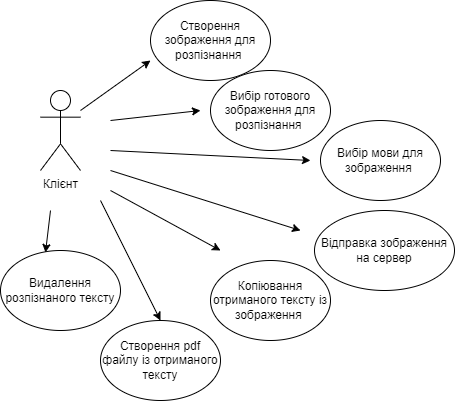 Створення
зображення для
розпізнання
Вибір готового
зображення для
розпізнання
Вибір мови для
зображення
Клієнт
Відправка зображення
на сервер
Видалення
розпізнаного тексту
Копіювання
отриманого тексту із
зображення
Створення pdf
файлу із отриманого
тексту